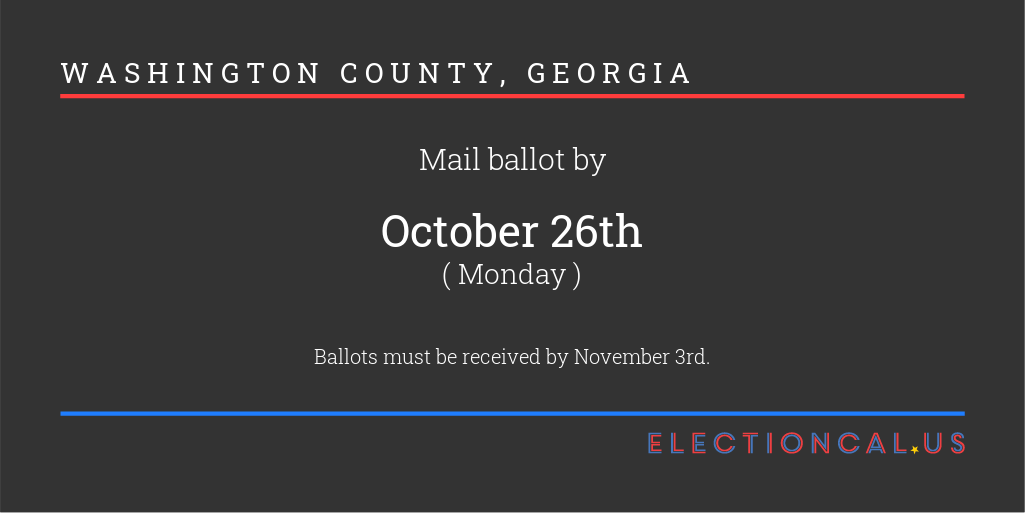 WASHINGTON COUNTY, GEORGIA
Mail ballot by
October 26th
( Monday )
Ballots must be received by November 3rd.
ELECTIONCAL.US